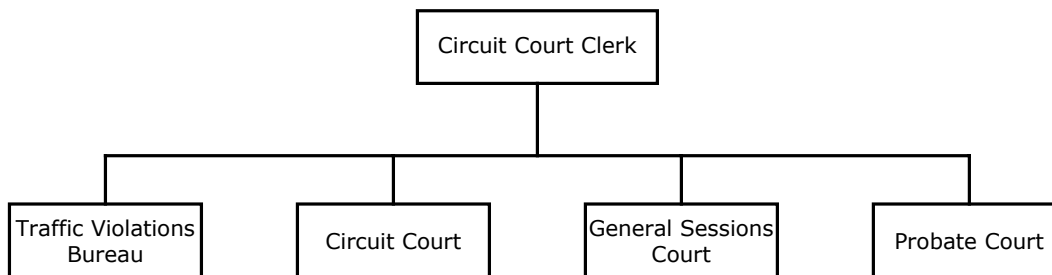 Circuit Court Clerk
Traffic Violations
Bureau
Circuit Court
General Sessions
Court
Probate Court